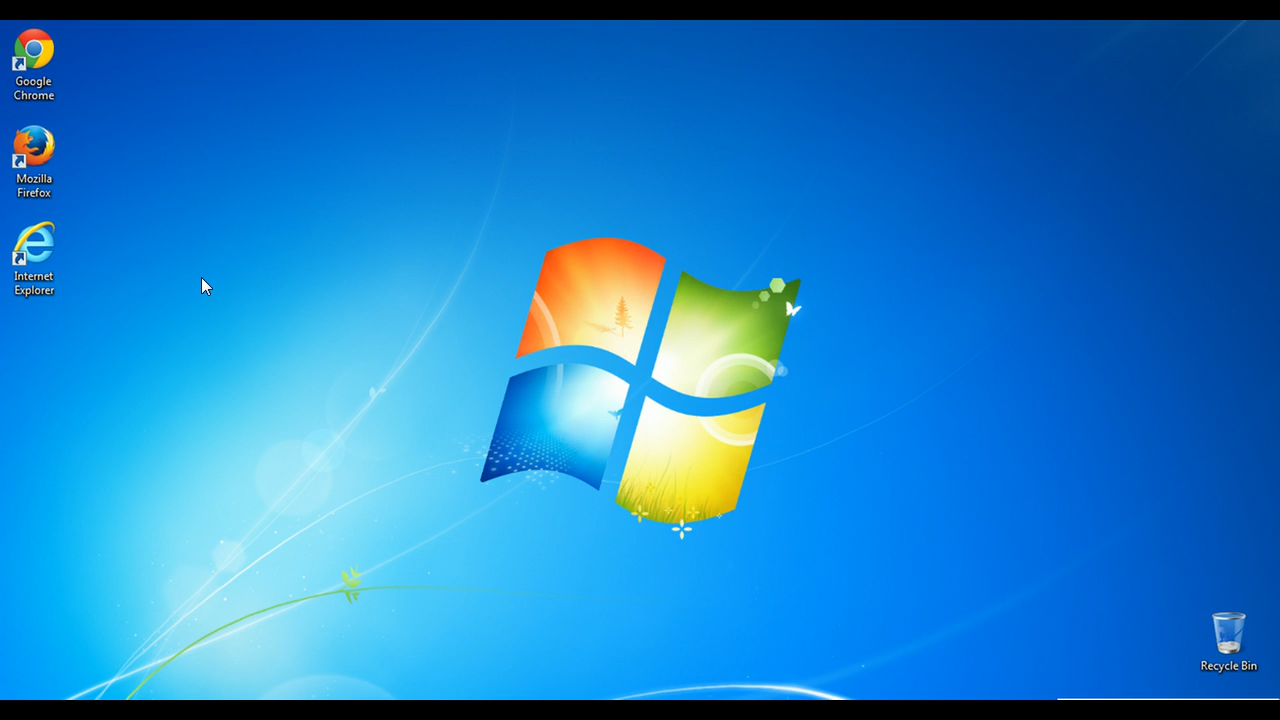 Google
Chrome
Mozilla
Firefox
Internet
Explorer
Recycle Bin